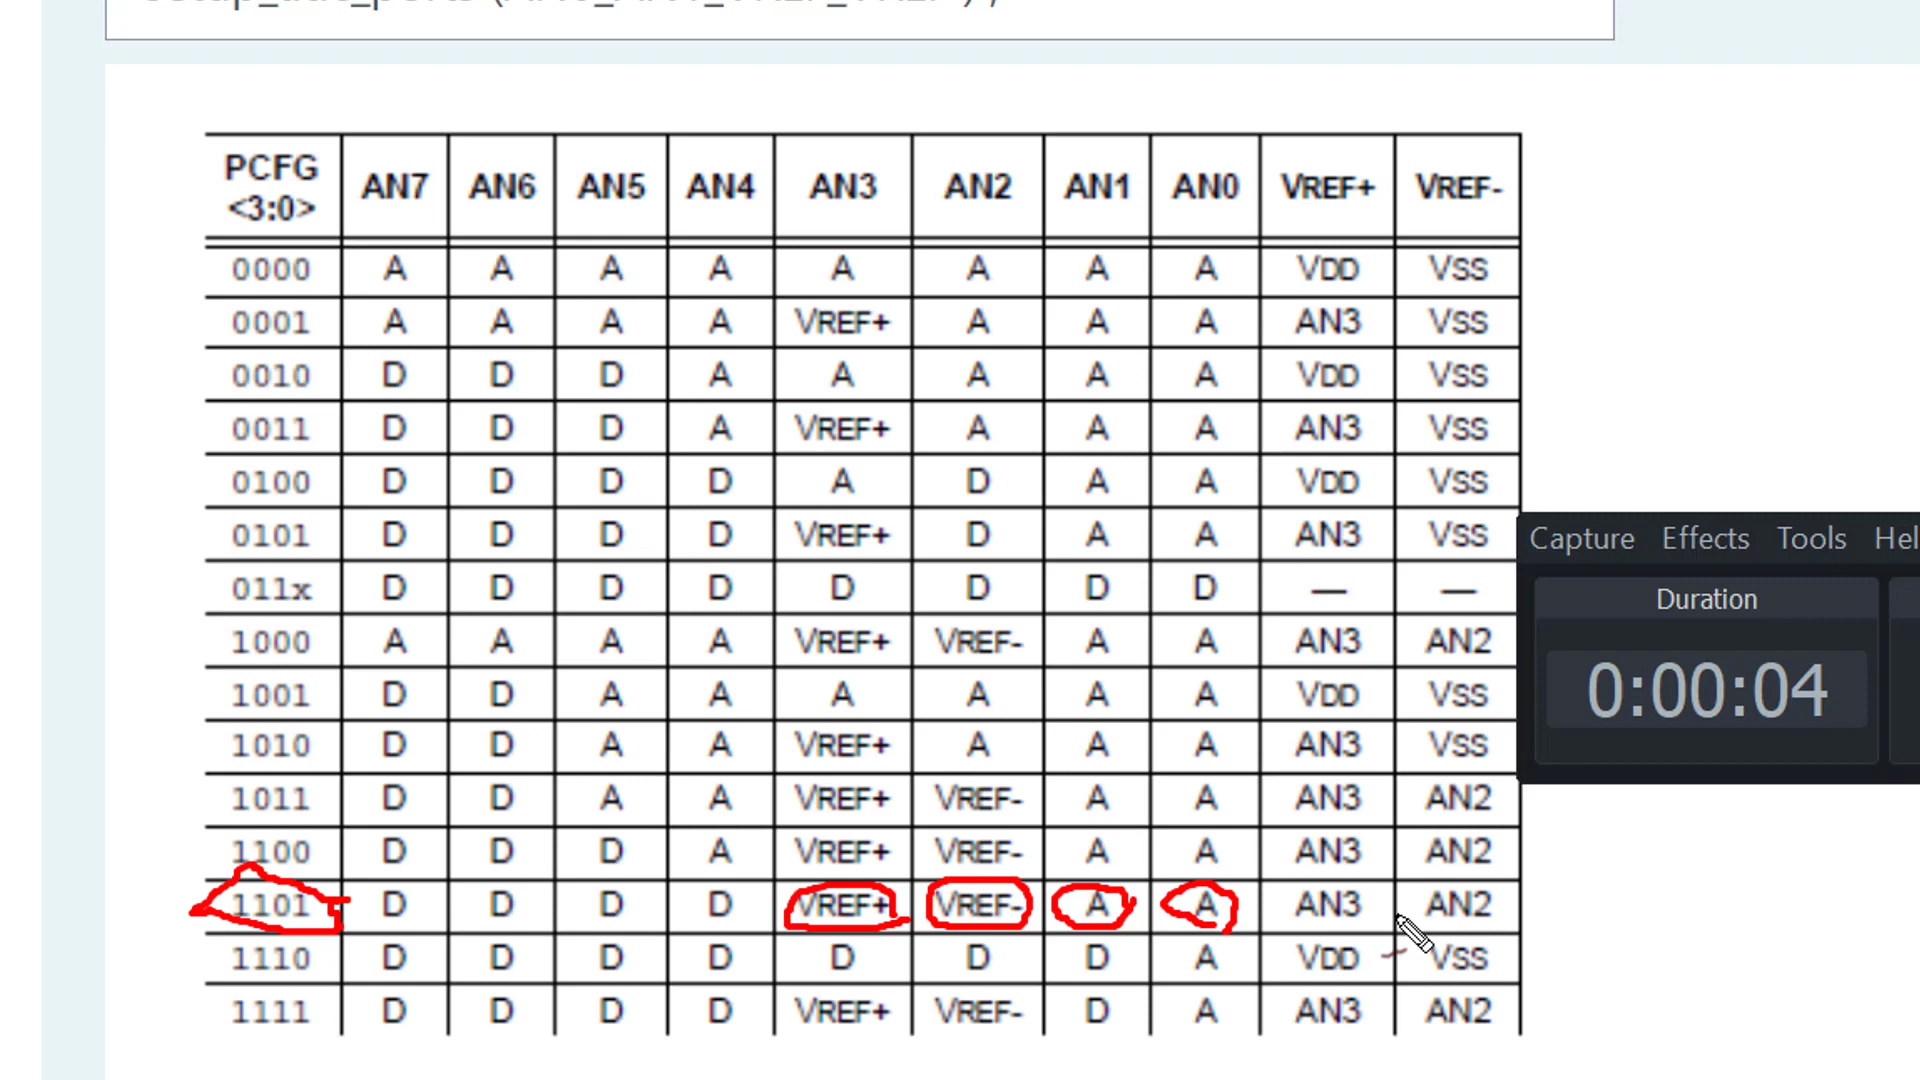 PCFG <3:0> AN7 AN6 AN5 AN4 AN3 AN2 AN1 AN0 VREF+ VREF-
0000 A A A A A A A A VDD VSS
0001 A A A A VREF+ A A A AN3 VSS
0010 D D D A A A A A VDD VSS
0011 D D D A VREF+ A A A AN3 VSS
0100 D D D D A D A A VDD VSS
0101 D D D D VREF+ D A A AN3 VSS
011x D D D D D D D D — —
1000 A A A A VREF+ VREF- A A AN3 AN2
1001 D D A A A A A A VDD VSS
1010 D D A A VREF+ A A A AN3 VSS
1011 D D A A VREF+ VREF- A A AN3 AN2
1100 D D D A VREF+ VREF- A A AN3 AN2
1101 D D D D VREF+ VREF- A A AN3 AN2
1110 D D D D D D D A VDD VSS
1111 D D D D VREF+ VREF- D A AN3 AN2
Capture Effects Tools Hel
Duration
0:00:04